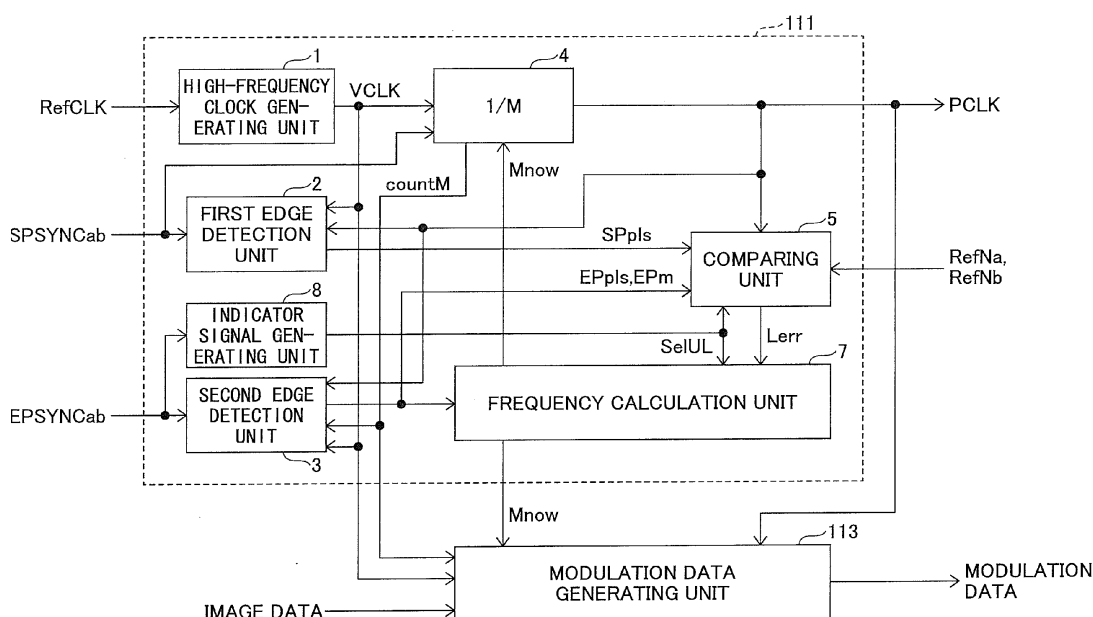 111
1
HIGH-FREQUENCY
CLOCK GEN-
ERATING UNIT
RefCLK
VCLK
4
1/M
PCLK
Mnow
countM
2
FIRST EDGE
DETECTION
UNIT
SPSYNCab
SPpls
5
COMPARING
UNIT
RefNa,
RefNb
EPpls,EPm
8
INDICATOR
SIGNAL GEN-
ERATING UNIT
SelUL
Lerr
7
FREQUENCY CALCULATION UNIT
EPSYNCab
SECOND EDGE
DETECTION
UNIT
3
Mnow
113
MODULATION DATA
GENERATING UNIT
MODULATION
DATA
IMAGE DATA